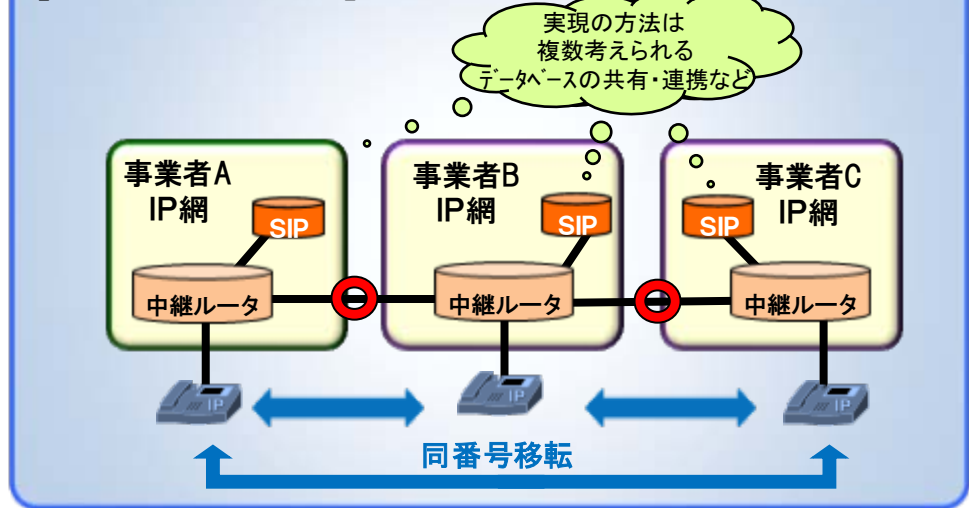 実現の方法は
複数考えられる
ﾃﾞｰﾀﾍﾞｰｽの共有・連携など
事業者A
IP網
SIP
中継ルータ
IP
事業者B
IP網
SIP
中継ルータ
IP
事業者C
IP網
SIP
中継ルータ
IP
同番号移転